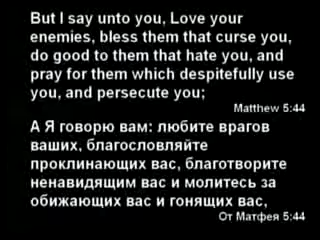 But I say unto you, Love your
enemies, bless them that curse you,
do good to them that hate you, and
pray for them which despitefully use
you, and persecute you;
Matthew 5:44
А Я говорю вам: любите врагов
ваших, благословляйте
проклинающих вас, благотворите
ненавидящим вас и молитесь за
обижающих вас и гонящих вас,
От Матфея 5:44